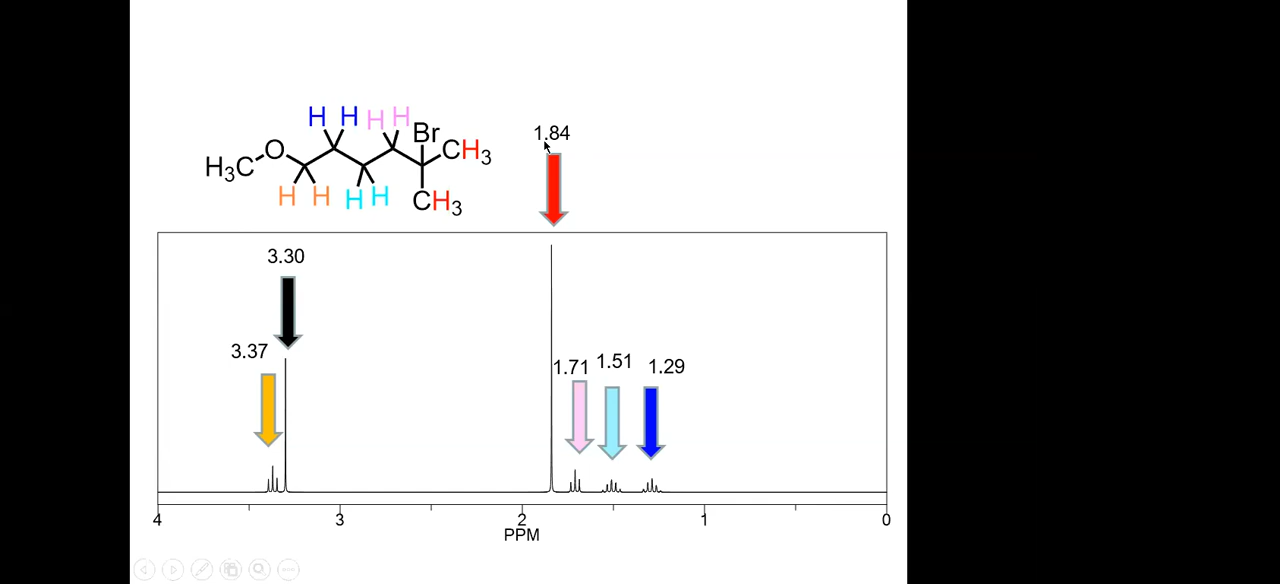 H H H H Br
1.84
O CH3
H3C
H H H H CH3
3.30
3.37
1.71 1.51 1.29
4 3 2 1 0
PPM